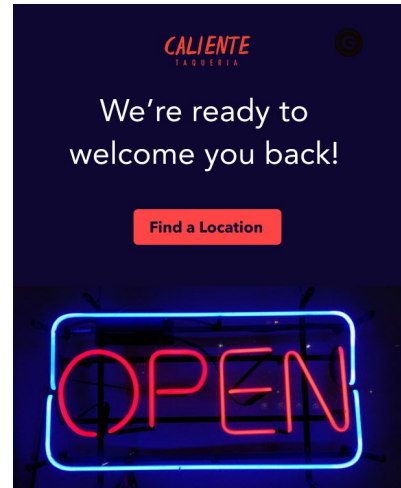 CALIENTE
TAQUERIA
We’re ready to
welcome you back!
Find a Location
OPEN